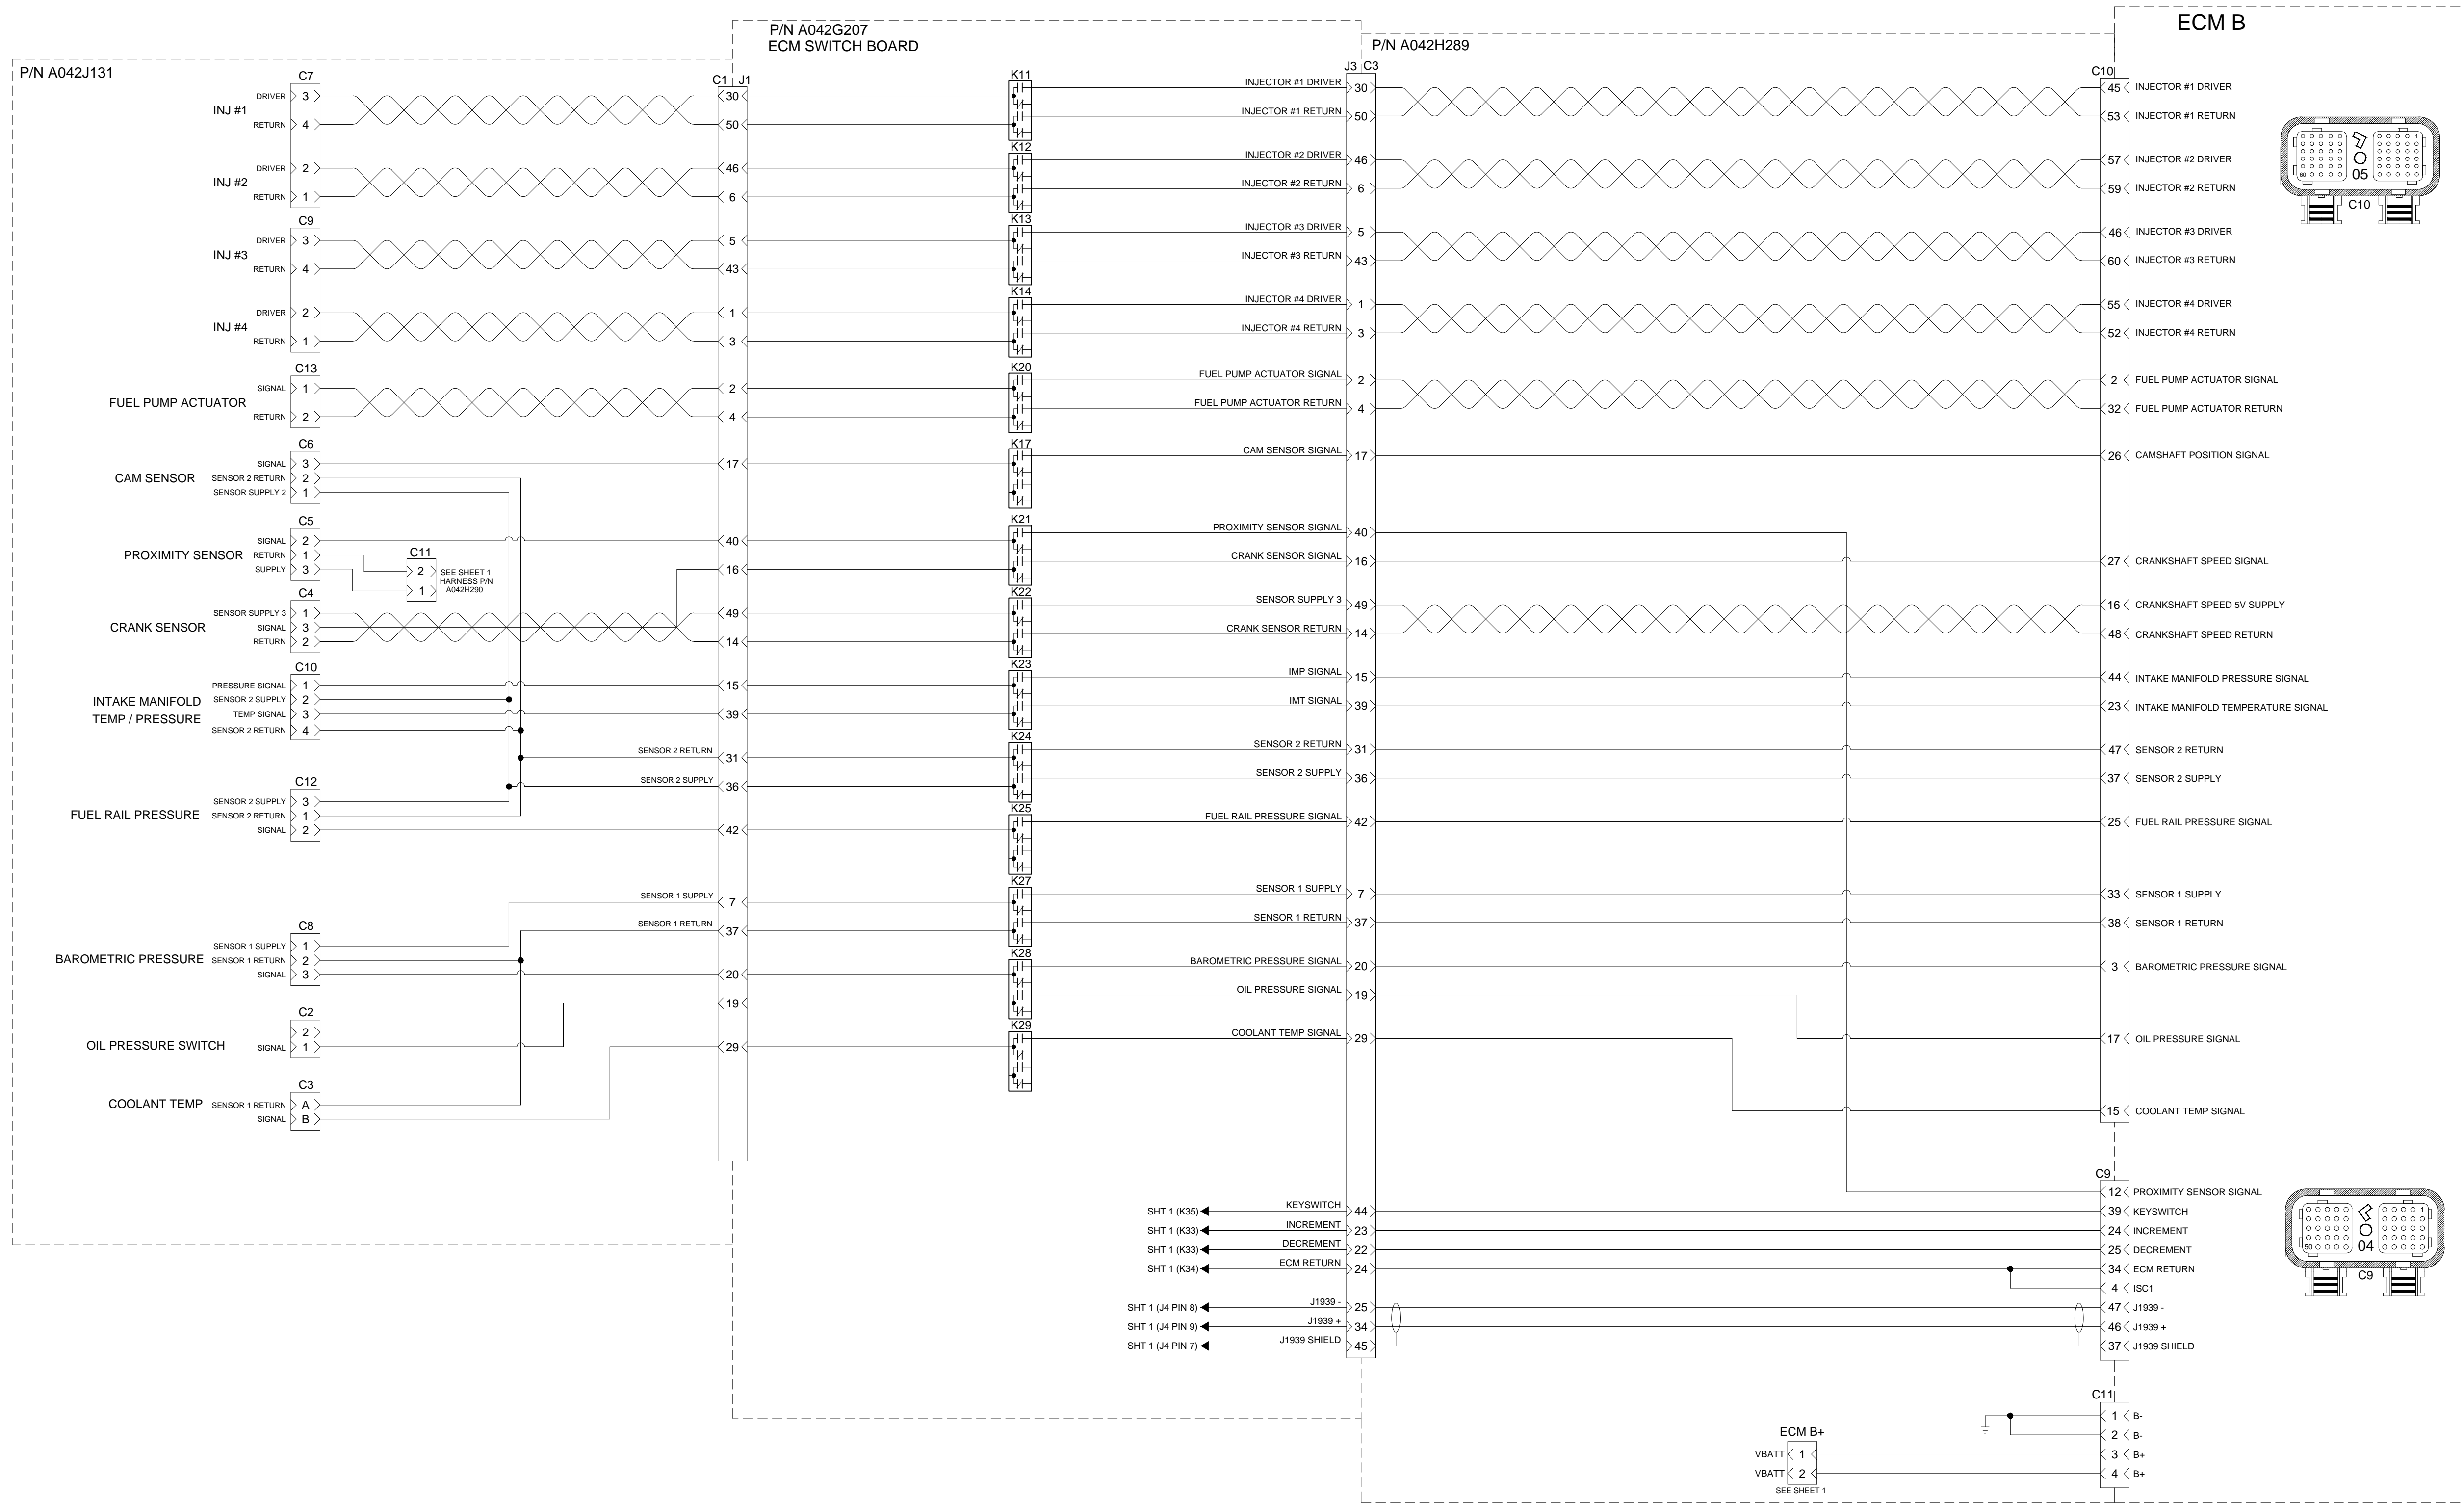 ECM B
P/N A042G207
ECM SWITCH BOARD
P/N A042H289
P/N A042J131
C7
DRIVER 3
INJ #1
RETURN 4
DRIVER 2
INJ #2
RETURN 1
C9
DRIVER 3
INJ #3
RETURN 4
DRIVER 2
INJ #4
RETURN 1
C13
SIGNAL 1
FUEL PUMP ACTUATOR
RETURN 2
C6
SIGNAL 3
CAM SENSOR SENSOR 2 RETURN 2
SENSOR SUPPLY 2 1
C5
SIGNAL 2
PROXIMITY SENSOR RETURN 1
SUPPLY 3
C11
2
1
SEE SHEET 1
HARNESS P/N
A042H290
C4
SENSOR SUPPLY 3 1
CRANK SENSOR SIGNAL 3
RETURN 2
C10
PRESSURE SIGNAL 1
INTAKE MANIFOLD SENSOR 2 SUPPLY 2
TEMP / PRESSURE TEMP SIGNAL 3
SENSOR 2 RETURN 4
C12
SENSOR 2 SUPPLY 3
FUEL RAIL PRESSURE SENSOR 2 RETURN 1
SIGNAL 2
C8
SENSOR 1 SUPPLY 1
BAROMETRIC PRESSURE SENSOR 1 RETURN 2
SIGNAL 3
C2
2
OIL PRESSURE SWITCH SIGNAL 1
C3
COOLANT TEMP SENSOR 1 RETURN A
SIGNAL B
C1 J1
30
50
46
6
5
43
1
3
2
4
17
40
16
49
14
15
39
SENSOR 2 RETURN 31
SENSOR 2 SUPPLY 36
42
SENSOR 1 SUPPLY 7
SENSOR 1 RETURN 37
20
19
29
K11
K12
K13
K14
K20
K17
K21
K22
K23
K24
K25
K27
K28
K29
J3 C3
INJECTOR #1 DRIVER 30
INJECTOR #1 RETURN 50
INJECTOR #2 DRIVER 46
INJECTOR #2 RETURN 6
INJECTOR #3 DRIVER 5
INJECTOR #3 RETURN 43
INJECTOR #4 DRIVER 1
INJECTOR #4 RETURN 3
FUEL PUMP ACTUATOR SIGNAL 2
FUEL PUMP ACTUATOR RETURN 4
CAM SENSOR SIGNAL 17
PROXIMITY SENSOR SIGNAL 40
CRANK SENSOR SIGNAL 16
SENSOR SUPPLY 3 49
CRANK SENSOR RETURN 14
IMP SIGNAL 15
IMT SIGNAL 39
SENSOR 2 RETURN 31
SENSOR 2 SUPPLY 36
FUEL RAIL PRESSURE SIGNAL 42
SENSOR 1 SUPPLY 7
SENSOR 1 RETURN 37
BAROMETRIC PRESSURE SIGNAL 20
OIL PRESSURE SIGNAL 19
COOLANT TEMP SIGNAL 29
SHT 1 (K35) KEYSWITCH 44
SHT 1 (K33) INCREMENT 23
SHT 1 (K33) DECREMENT 22
SHT 1 (K34) ECM RETURN 24
SHT 1 (J4 PIN 8) J1939 - 25
SHT 1 (J4 PIN 9) J1939 + 34
SHT 1 (J4 PIN 7) J1939 SHIELD 45
C10
45 INJECTOR #1 DRIVER
53 INJECTOR #1 RETURN
57 INJECTOR #2 DRIVER
59 INJECTOR #2 RETURN
46 INJECTOR #3 DRIVER
60 INJECTOR #3 RETURN
55 INJECTOR #4 DRIVER
52 INJECTOR #4 RETURN
2 FUEL PUMP ACTUATOR SIGNAL
32 FUEL PUMP ACTUATOR RETURN
26 CAMSHAFT POSITION SIGNAL
27 CRANKSHAFT SPEED SIGNAL
16 CRANKSHAFT SPEED 5V SUPPLY
48 CRANKSHAFT SPEED RETURN
44 INTAKE MANIFOLD PRESSURE SIGNAL
23 INTAKE MANIFOLD TEMPERATURE SIGNAL
47 SENSOR 2 RETURN
37 SENSOR 2 SUPPLY
25 FUEL RAIL PRESSURE SIGNAL
33 SENSOR 1 SUPPLY
38 SENSOR 1 RETURN
3 BAROMETRIC PRESSURE SIGNAL
17 OIL PRESSURE SIGNAL
15 COOLANT TEMP SIGNAL
C9
12 PROXIMITY SENSOR SIGNAL
39 KEYSWITCH
24 INCREMENT
25 DECREMENT
34 ECM RETURN
4 ISC1
47 J1939 -
46 J1939 +
37 J1939 SHIELD
C11
1 B-
2 B-
3 B+
4 B+
ECM B+
VBATT 1
VBATT 2
SEE SHEET 1
1
60
05
C10
1
50
04
C9